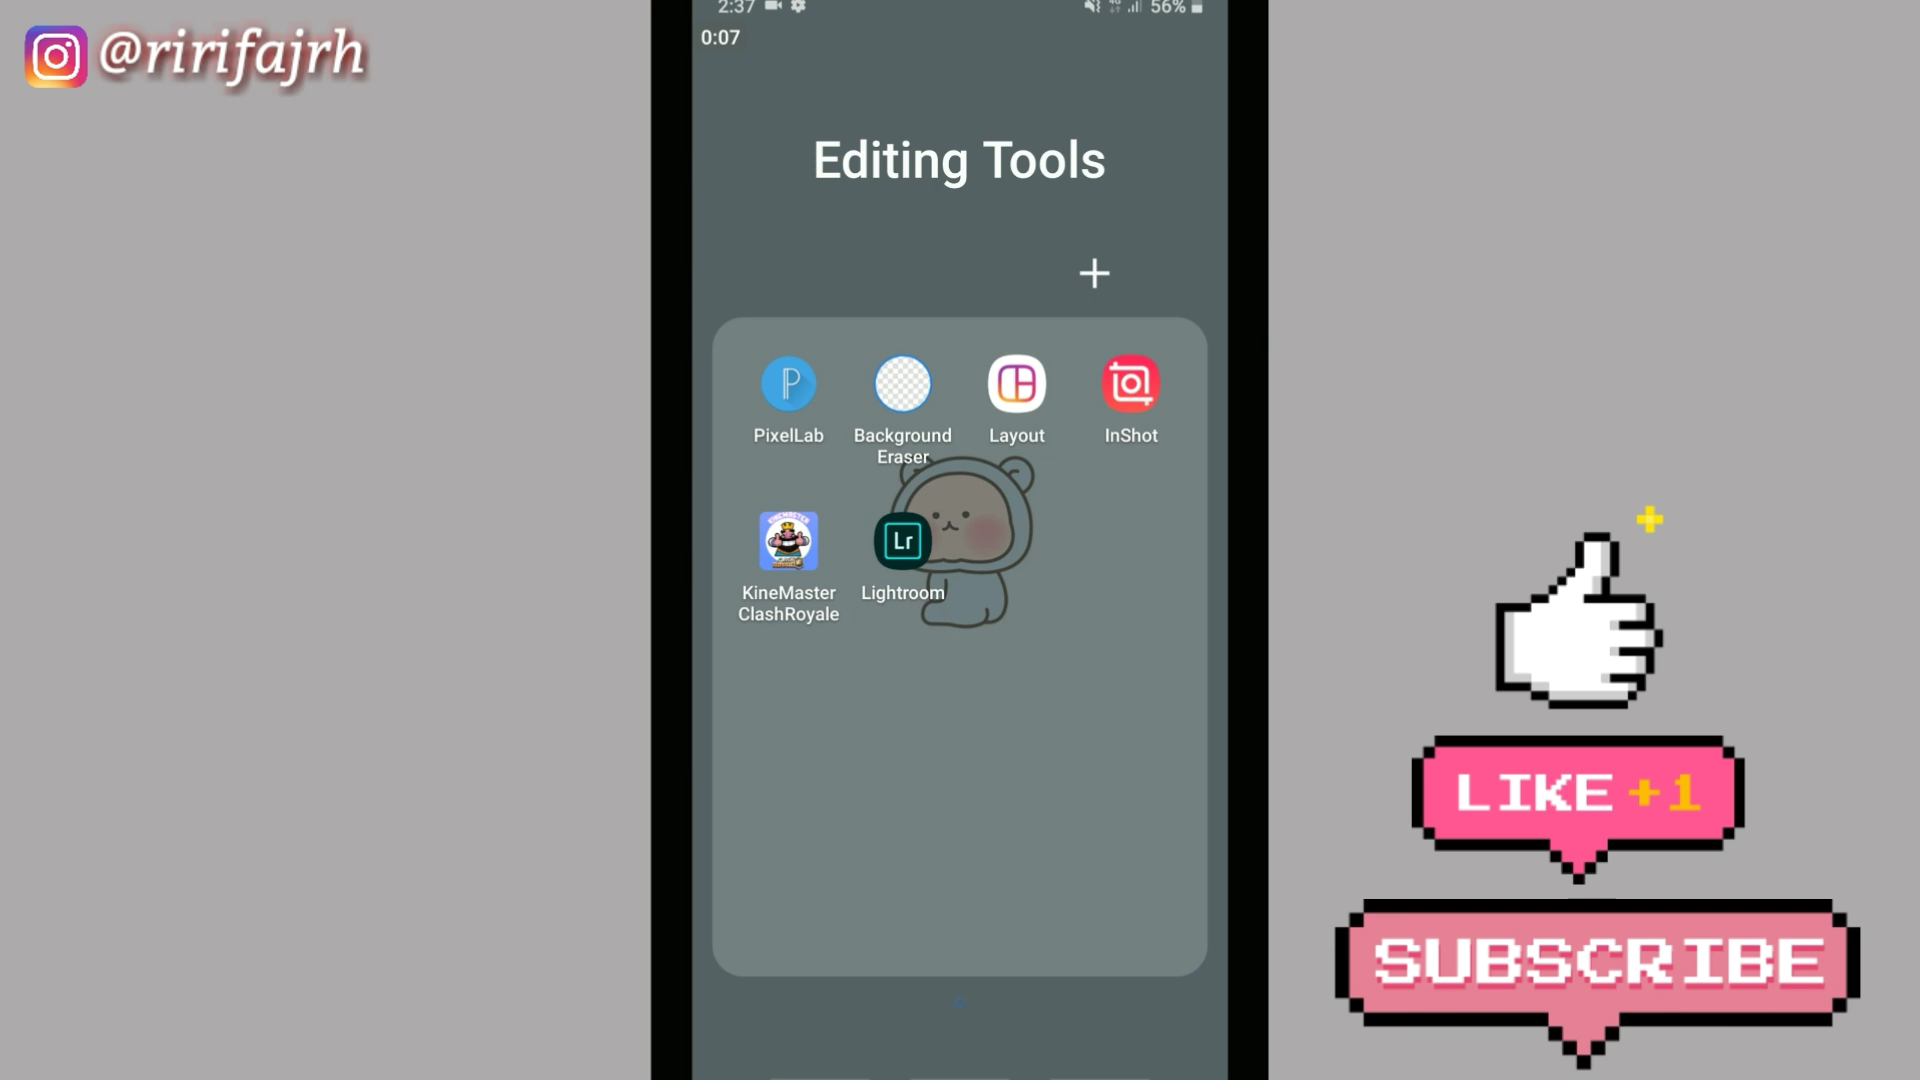 @ririfajrh
2:37 56%
0:07
Editing Tools
+
P
PixelLab
Background
Eraser
Layout
InShot
KINEMASTER
Lr
KineMaster
ClashRoyale
Lightroom
LIKE +1
SUBSCRIBE